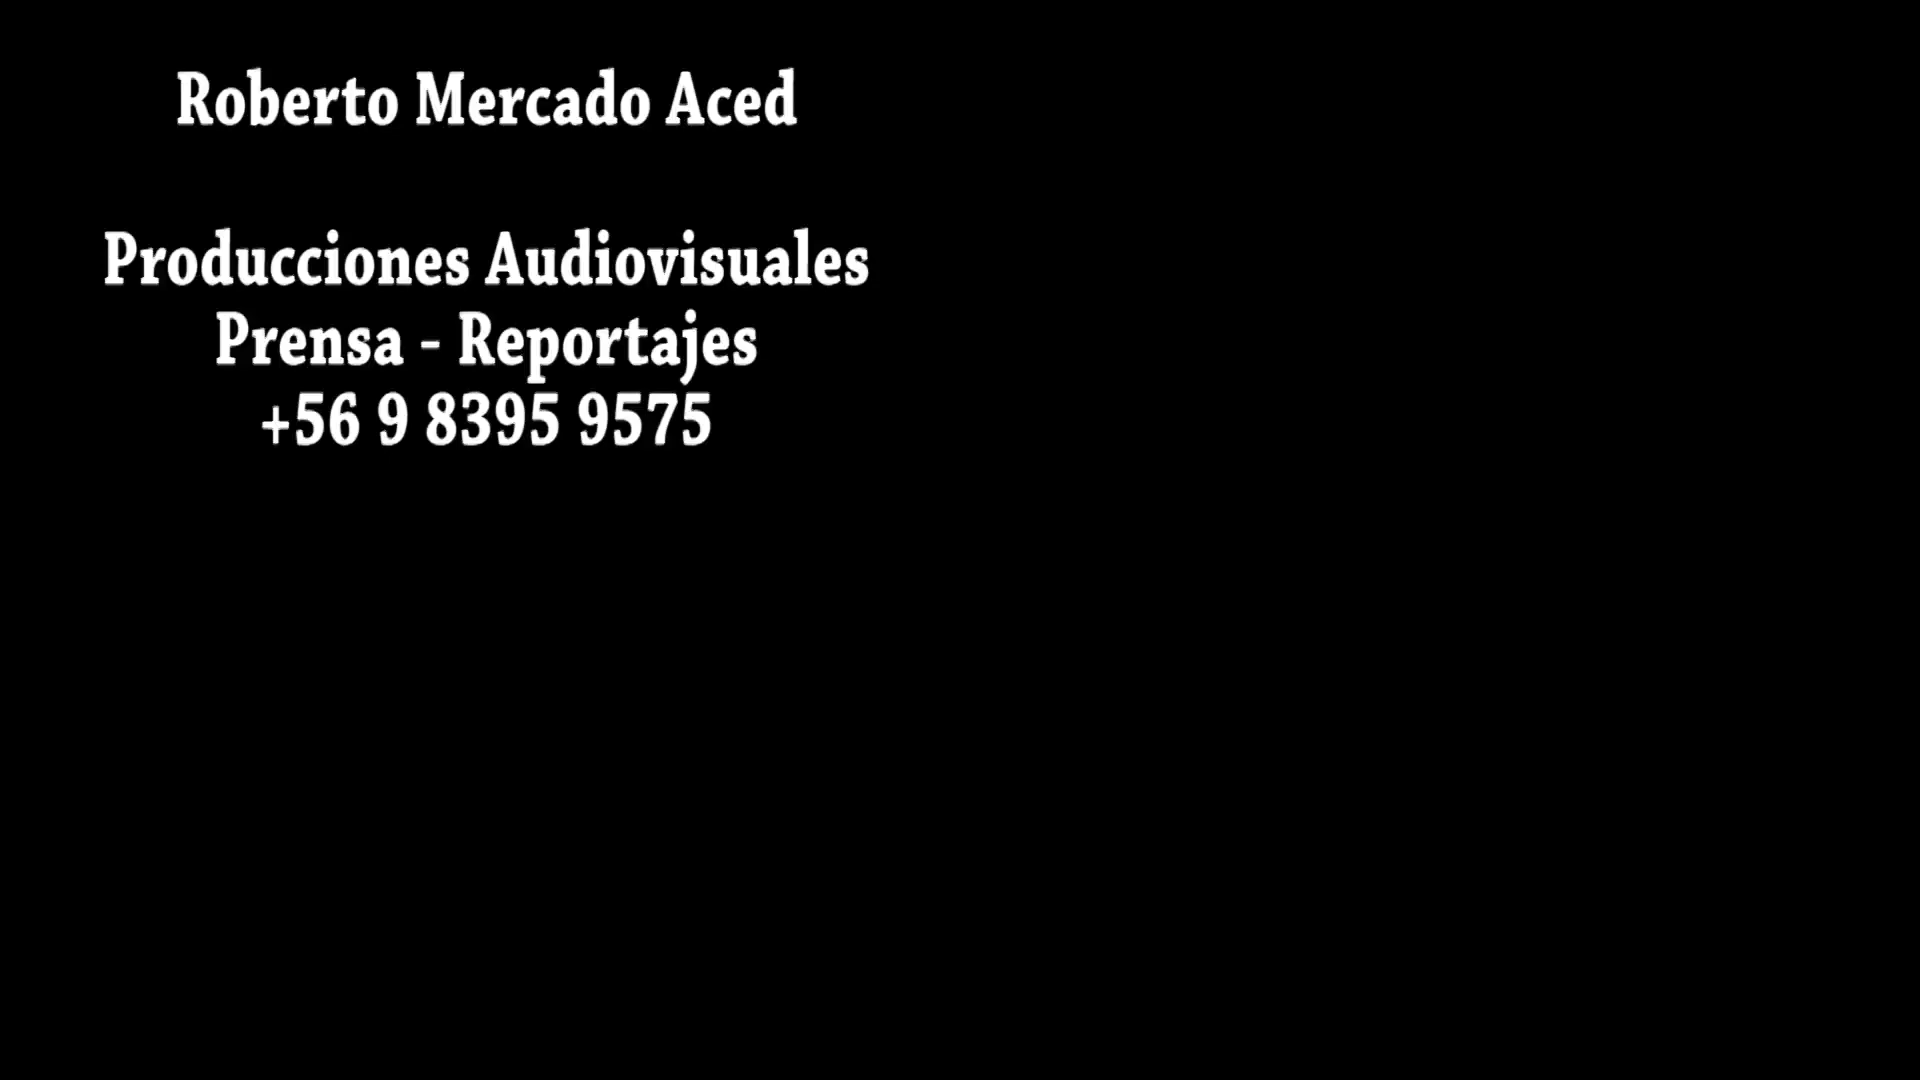 Roberto Mercado Aced
Producciones Audiovisuales
Prensa - Reportajes
+56 9 8395 9575